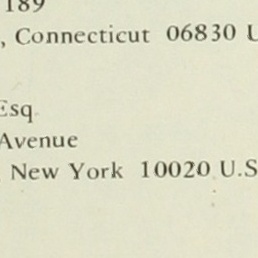 189
, Connecticut 06830 U
Esq.
Avenue
New York 10020 U.S